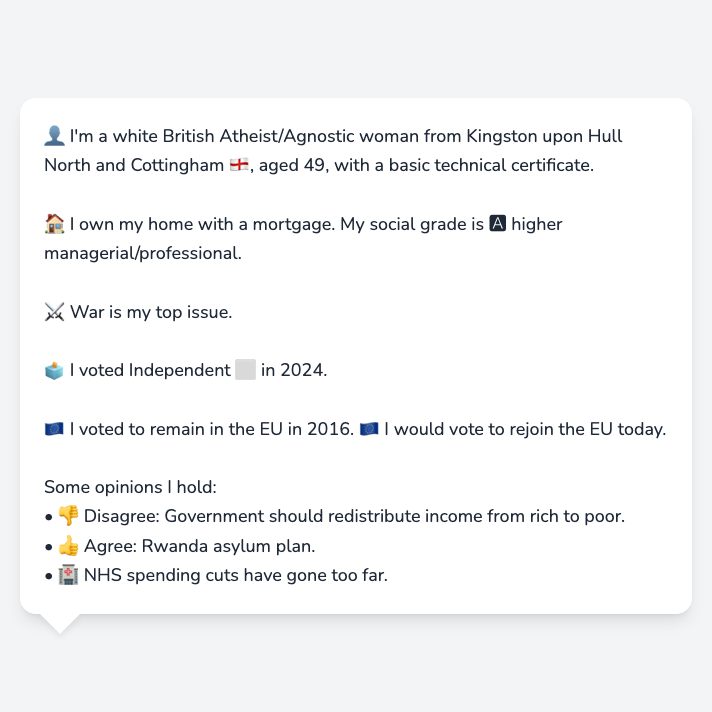 👤 I'm a white British Atheist/Agnostic woman from Kingston upon Hull
North and Cottingham 🏴󠁧󠁢󠁥󠁮󠁧󠁿, aged 49, with a basic technical certificate.
🏠 I own my home with a mortgage. My social grade is 🅰 higher
managerial/professional.
⚔ War is my top issue.
🗳 I voted Independent ⬜ in 2024.
🇪🇺 I voted to remain in the EU in 2016. 🇪🇺 I would vote to rejoin the EU today.
Some opinions I hold:
• 👎 Disagree: Government should redistribute income from rich to poor.
• 👍 Agree: Rwanda asylum plan.
• 🏥 NHS spending cuts have gone too far.